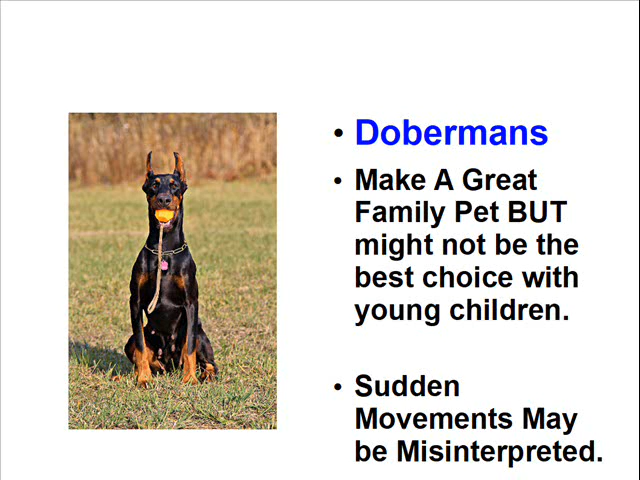 • Dobermans
• Make A Great
Family Pet BUT
might not be the
best choice with
young children.
• Sudden
Movements May
be Misinterpreted.